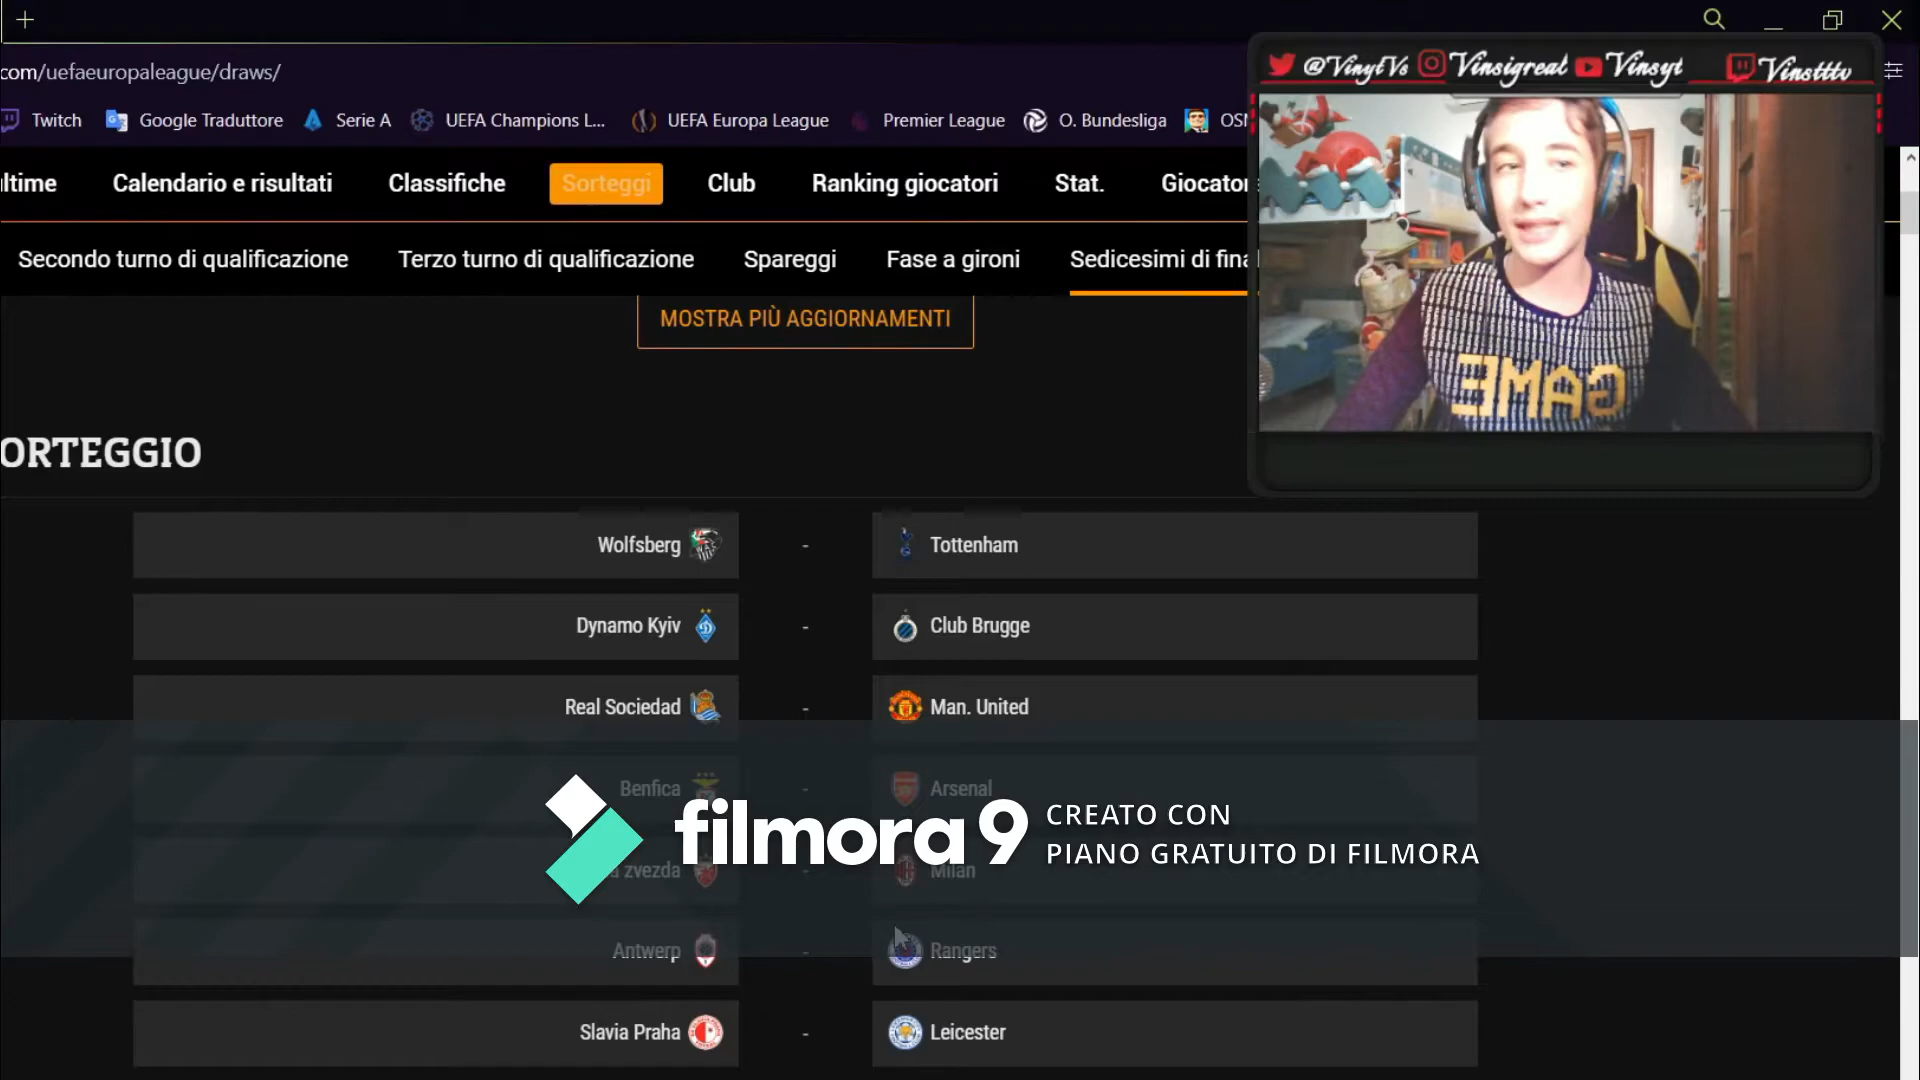 com/uefaeuropaleague/draws/
@VinytVs Vinsigreat Vinsyt Vinstttv
Twitch Google Traduttore Serie A UEFA Champions L... UEFA Europa League Premier League O. Bundesliga
ltime Calendario e risultati Classifiche Sorteggi Club Ranking giocatori Stat. Giocator
Secondo turno di qualificazione Terzo turno di qualificazione Spareggi Fase a gironi Sedicesimi di fina
MOSTRA PIÙ AGGIORNAMENTI
GAME
ORTEGGIO
Wolfsberg - Tottenham
Dynamo Kyiv - Club Brugge
Real Sociedad - Man. United
Benfica - Arsenal
filmora9 CREATO CON
PIANO GRATUITO DI FILMORA
zvezda - Milan
Antwerp - Rangers
Slavia Praha - Leicester